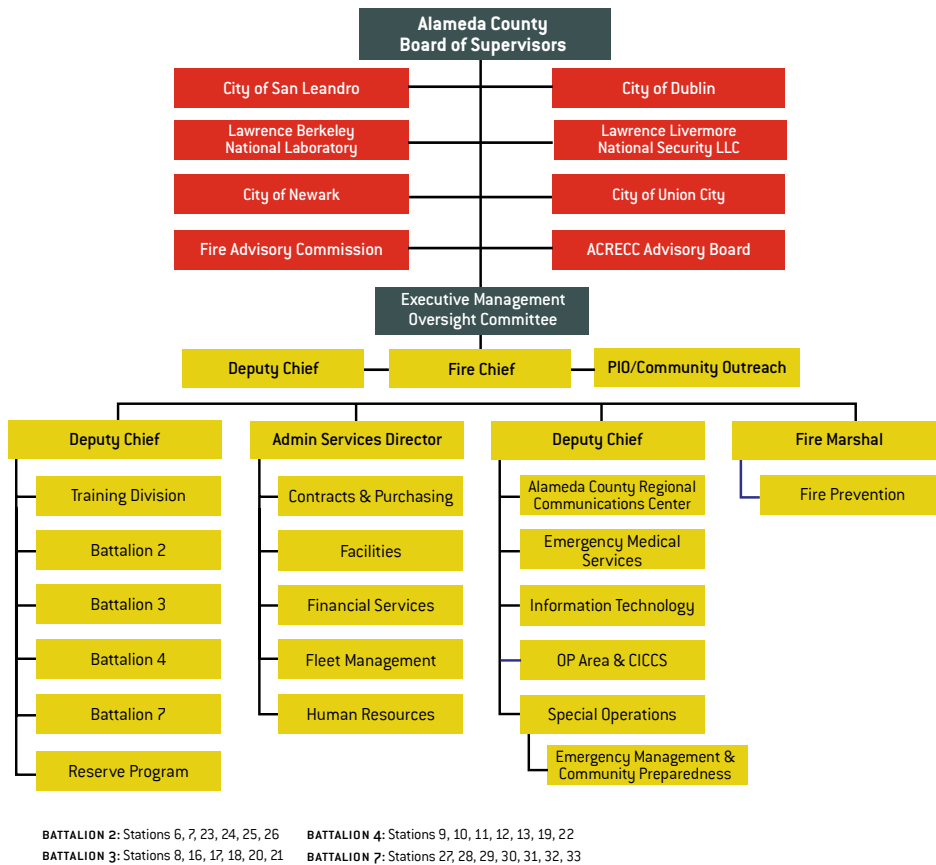 Alameda County
Board of Supervisors
City of San Leandro
City of Dublin
Lawrence Berkeley
National Laboratory
Lawrence Livermore
National Security LLC
City of Newark
City of Union City
Fire Advisory Commission
ACRECC Advisory Board
Executive Management
Oversight Committee
Deputy Chief
Fire Chief
PIO/Community Outreach
Deputy Chief
Training Division
Battalion 2
Battalion 3
Battalion 4
Battalion 7
Reserve Program
Admin Services Director
Contracts & Purchasing
Facilities
Financial Services
Fleet Management
Human Resources
Deputy Chief
Alameda County Regional
Communications Center
Emergency Medical
Services
Information Technology
OP Area & CICCS
Special Operations
Emergency Management &
Community Preparedness
Fire Marshal
Fire Prevention
BATTALION 2: Stations 6, 7, 23, 24, 25, 26
BATTALION 3: Stations 8, 16, 17, 18, 20, 21
BATTALION 4: Stations 9, 10, 11, 12, 13, 19, 22
BATTALION 7: Stations 27, 28, 29, 30, 31, 32, 33